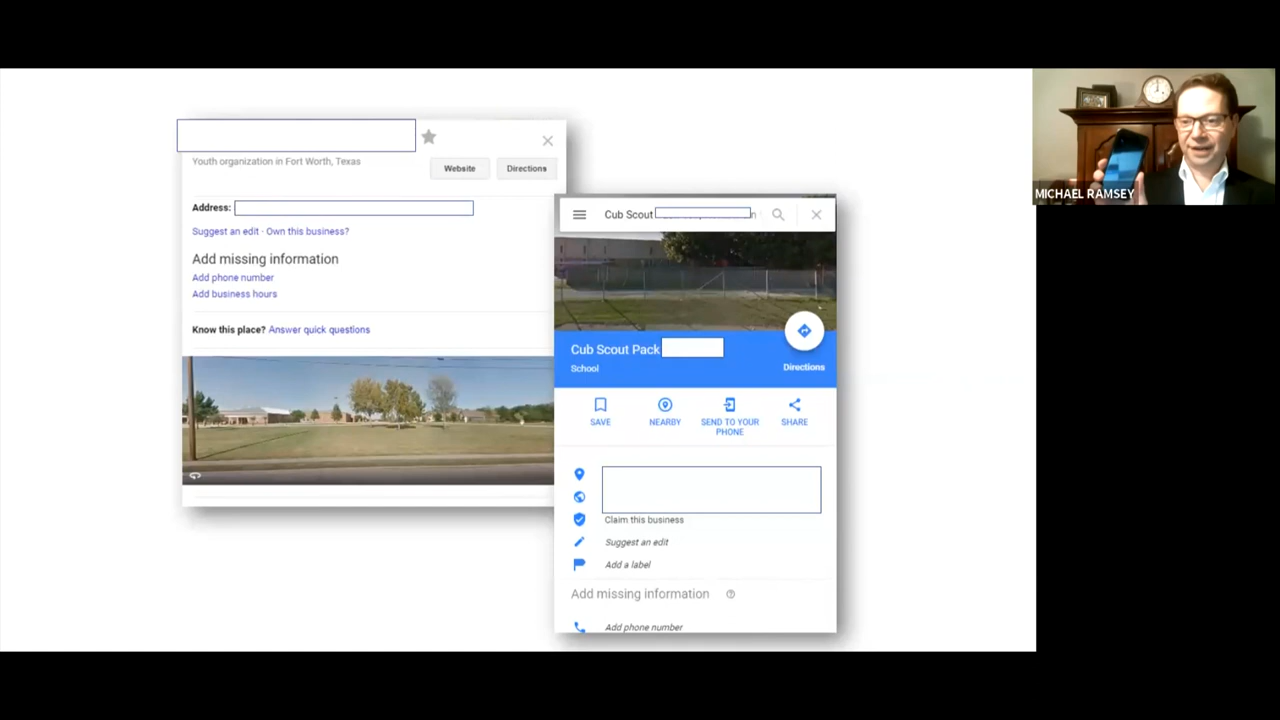 Youth organization in Fort Worth, Texas
Website
Directions
Address:
Suggest an edit · Own this business?
Add missing information
Add phone number
Add business hours
Know this place? Answer quick questions
Cub Scout
Cub Scout Pack
School
Directions
SAVE
NEARBY
SEND TO YOUR
PHONE
SHARE
Claim this business
Suggest an edit
Add a label
Add missing information
Add phone number
MICHAEL RAMSEY